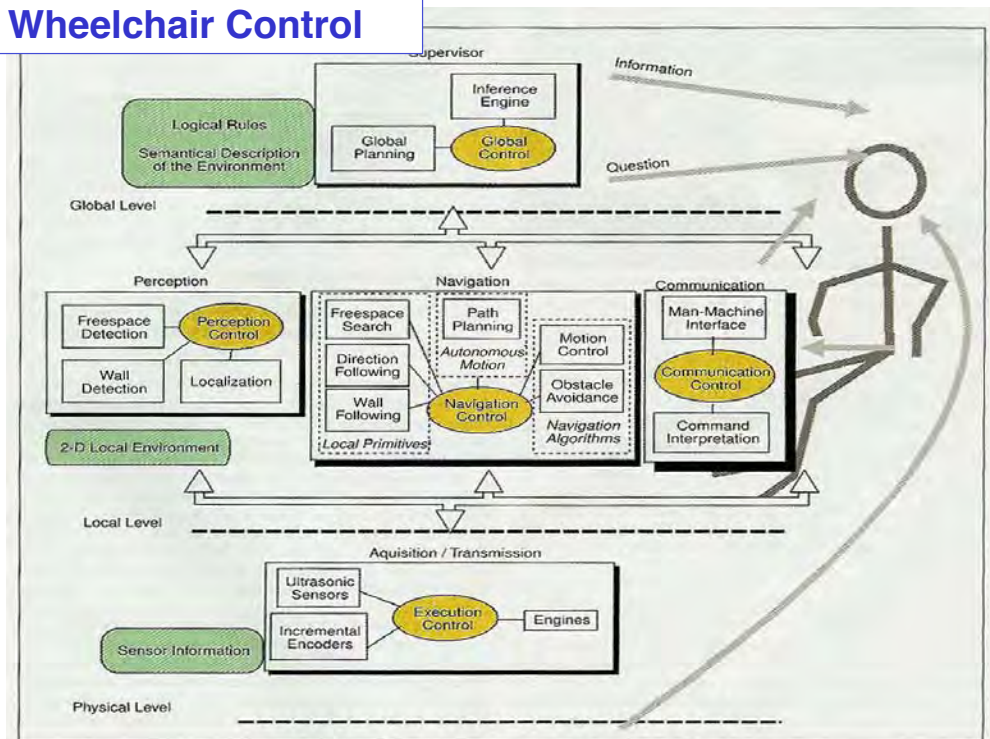 Wheelchair Control
Supervisor
Information
Inference
Engine
Logical Rules
Semantical Description
of the Environment
Global
Planning
Global
Control
Question
Global Level
Perception
Navigation
Communication
Freespace
Detection
Perception
Control
Wall
Detection
Localization
Freespace
Search
Path
Planning
Autonomous
Motion
Direction
Following
Wall
Following
Local Primitives
Navigation
Control
Motion
Control
Obstacle
Avoidance
Navigation
Algorithms
Man-Machine
Interface
Communication
Control
Command
Interpretation
2-D Local Environment
Local Level
Aquisition / Transmission
Ultrasonic
Sensors
Incremental
Encoders
Execution
Control
Engines
Sensor Information
Physical Level